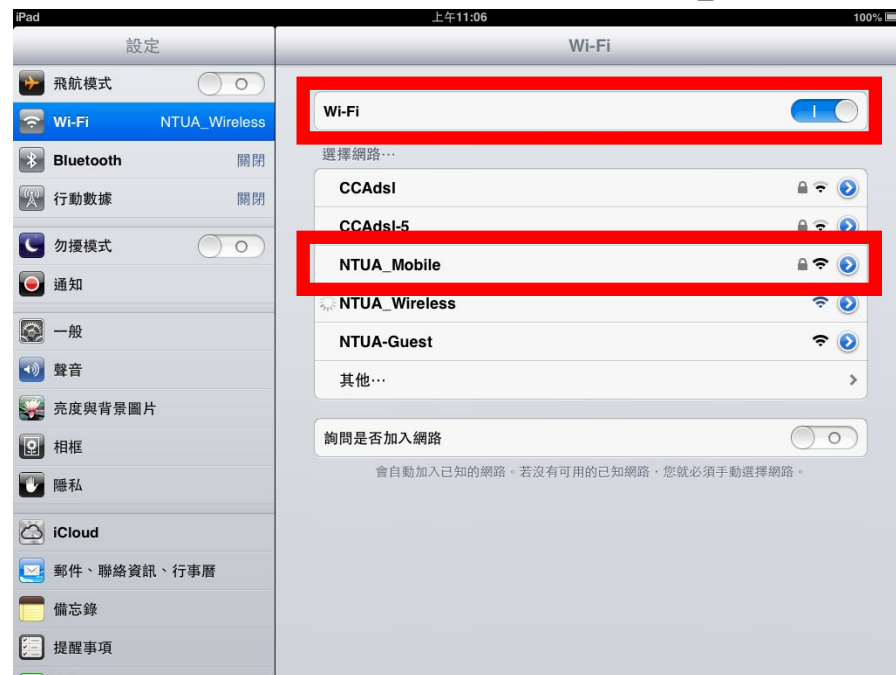 iPad 上午11:06 100%
設定
飛航模式
Wi-Fi NTUA_Wireless
Bluetooth 關閉
行動數據 關閉
勿擾模式
通知
一般
聲音
亮度與背景圖片
相框
隱私
iCloud
郵件、聯絡資訊、行事曆
備忘錄
提醒事項
Wi-Fi
Wi-Fi
選擇網路⋯
CCAdsl
CCAdsl-5
NTUA_Mobile
NTUA_Wireless
NTUA-Guest
其他⋯
詢問是否加入網路
會自動加入已知的網路。若沒有可用的已知網路，您就必須手動選擇網路。